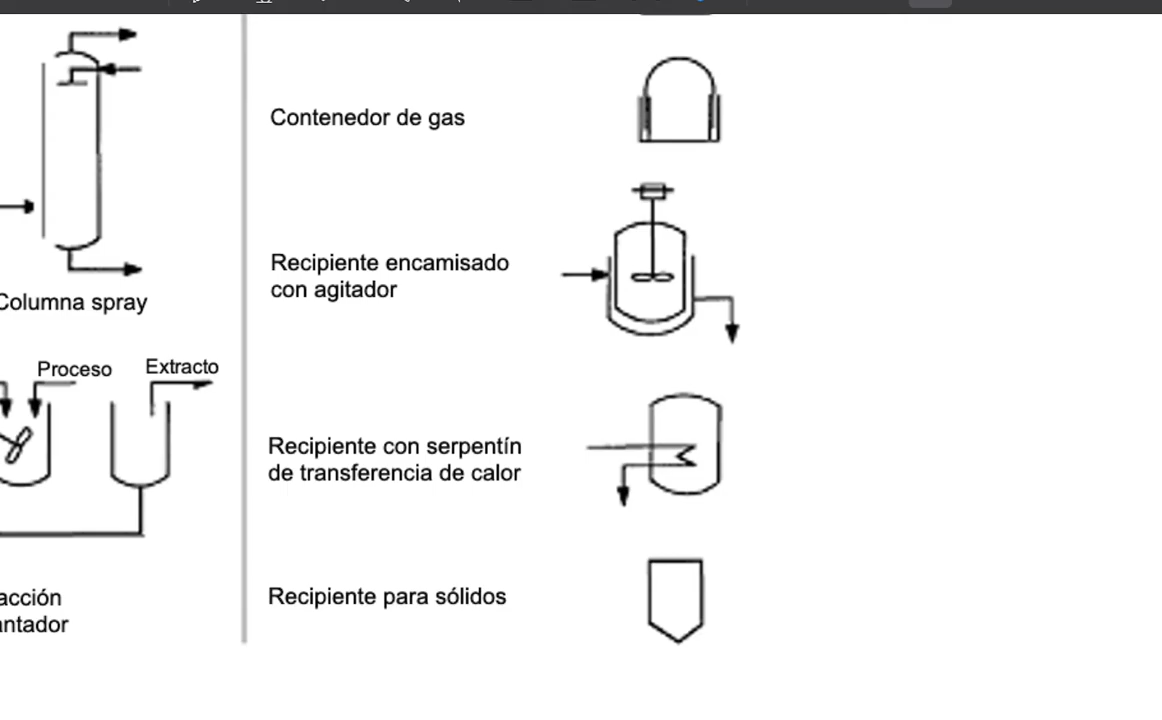 Contenedor de gas
Recipiente encamisado
con agitador
Columna spray
Proceso
Extracto
Recipiente con serpentín
de transferencia de calor
Recipiente para sólidos
acción
antador